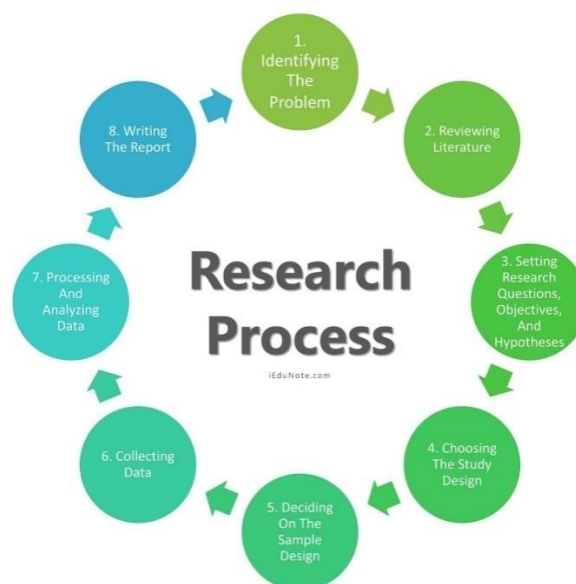 1.
Identifying
The
Problem
2. Reviewing
Literature
3. Setting
Research
Questions,
Objectives,
And
Hypotheses
4. Choosing
The Study
Design
5. Deciding
On The
Sample
Design
6. Collecting
Data
7. Processing
And
Analyzing
Data
8. Writing
The Report
Research
Process
iEduNote.com